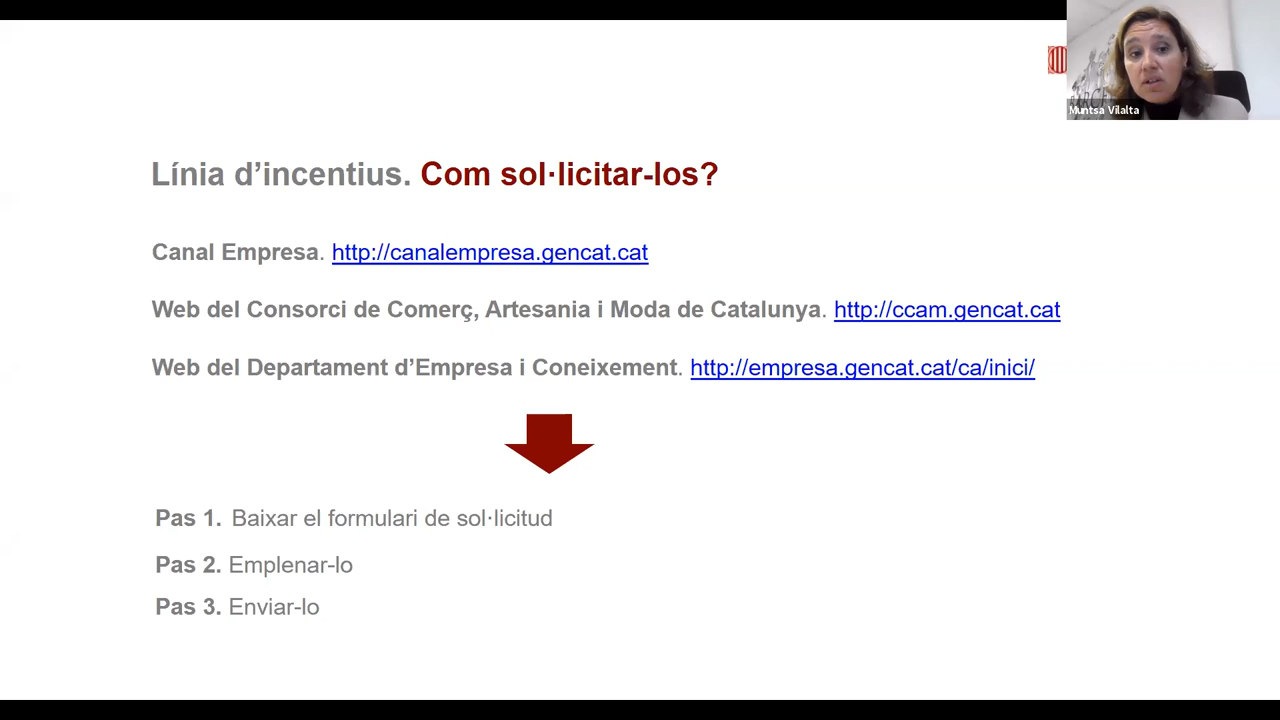 Muntsa Vilalta
Línia d’incentius. Com sol·licitar-los?
Canal Empresa. http://canalempresa.gencat.cat
Web del Consorci de Comerç, Artesania i Moda de Catalunya. http://ccam.gencat.cat
Web del Departament d’Empresa i Coneixement. http://empresa.gencat.cat/ca/inici/
Pas 1. Baixar el formulari de sol·licitud
Pas 2. Emplenar-lo
Pas 3. Enviar-lo